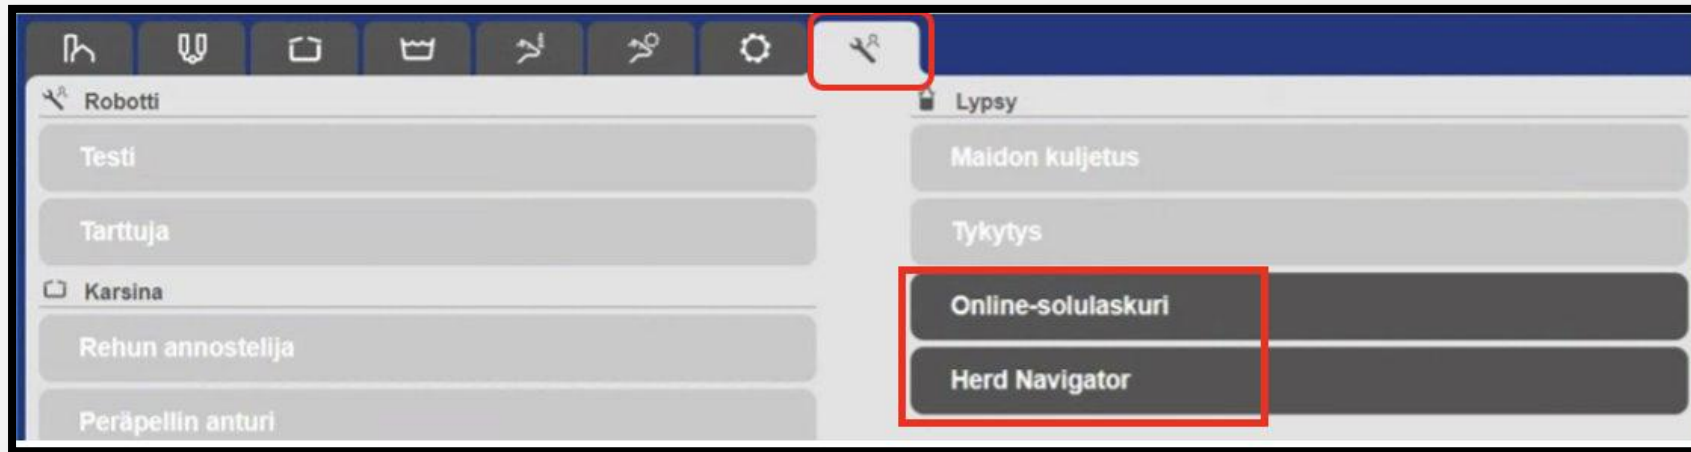 Robotti
Testi
Tarttuja
Karsina
Rehun annostelija
Peräpellin anturi
Lypsy
Maidon kuljetus
Tykytys
Online-solulaskuri
Herd Navigator